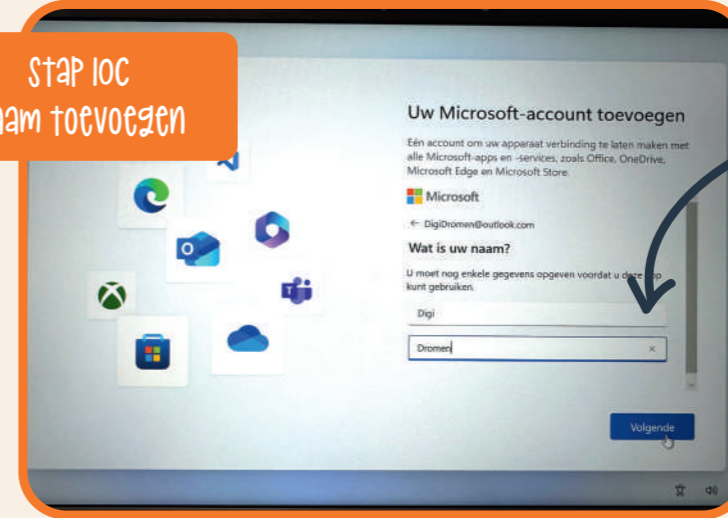 stap 10c
naam toevoegen
Uw Microsoft-account toevoegen
Eén account om uw apparaat verbinding te laten maken met
alle Microsoft-apps en -services, zoals Office, OneDrive,
Microsoft Edge en Microsoft Store.
Microsoft
← DigiDromen@outlook.com
Wat is uw naam?
U moet nog enkele gegevens opgeven voordat u deze app
kunt gebruiken.
Digi
Dromen
Volgende